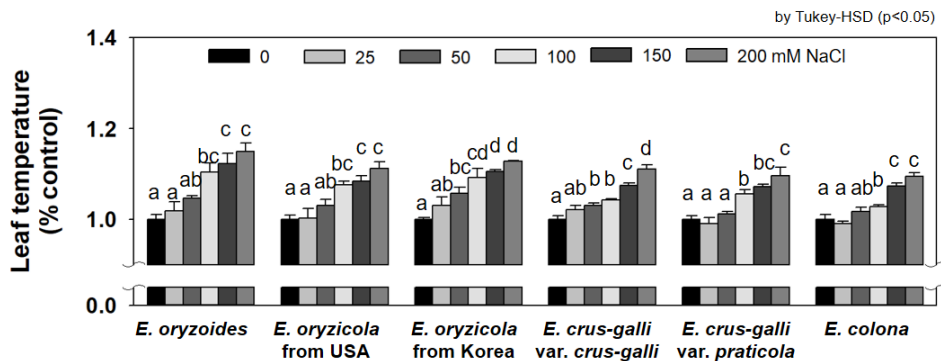 by Tukey-HSD (p<0.05)
Leaf temperature
(% control)
1.4
1.2
1.0
0.0
0 25 50 100 150 200 mM NaCl
a a ab bc c c
a a ab bc c c
a ab bc cd d d
a ab b b c d
a a a b bc c
a a ab b c c
E. oryzoides
E. oryzicola
from USA
E. oryzicola
from Korea
E. crus-galli
var. crus-galli
E. crus-galli
var. praticola
E. colona